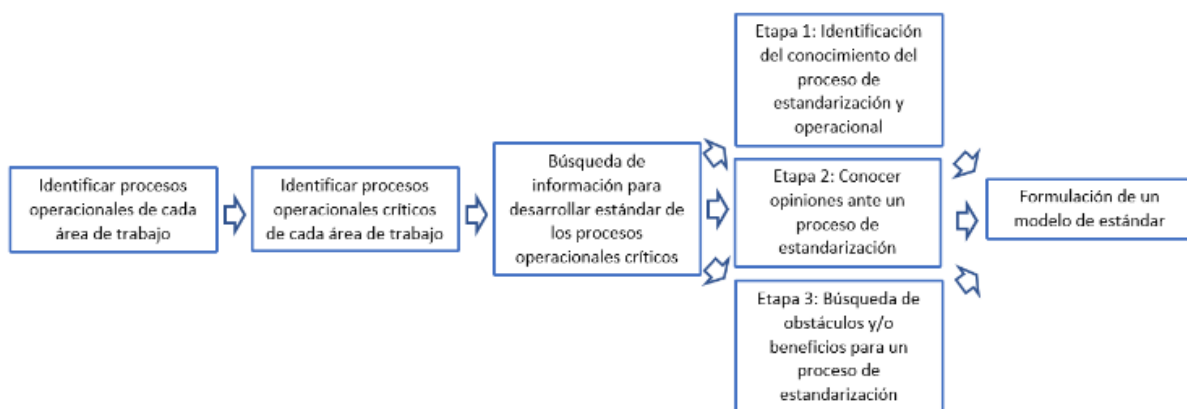 Identificar procesos
operacionales de cada
área de trabajo
Identificar procesos
operacionales críticos
de cada área de trabajo
Búsqueda de
información para
desarrollar estándar de
los procesos
operacionales críticos
Etapa 1: Identificación
del conocimiento del
proceso de
estandarización y
operacional
Etapa 2: Conocer
opiniones ante un
proceso de
estandarización
Etapa 3: Búsqueda de
obstáculos y/o
beneficios para un
proceso de
estandarización
Formulación de un
modelo de estándar